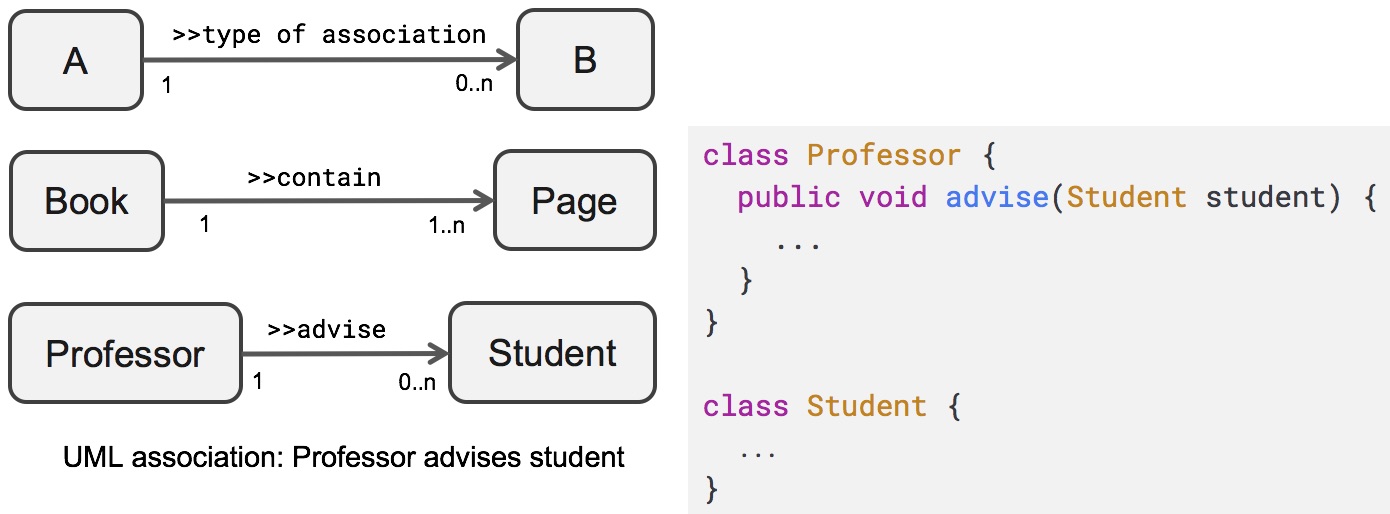 >>type of association
A
B
1
0..n
>>contain
Book
Page
1
1..n
>>advise
Professor
Student
1
0..n
UML association: Professor advises student
class Professor {
public void advise(Student student) {
...
}
}
class Student {
...
}